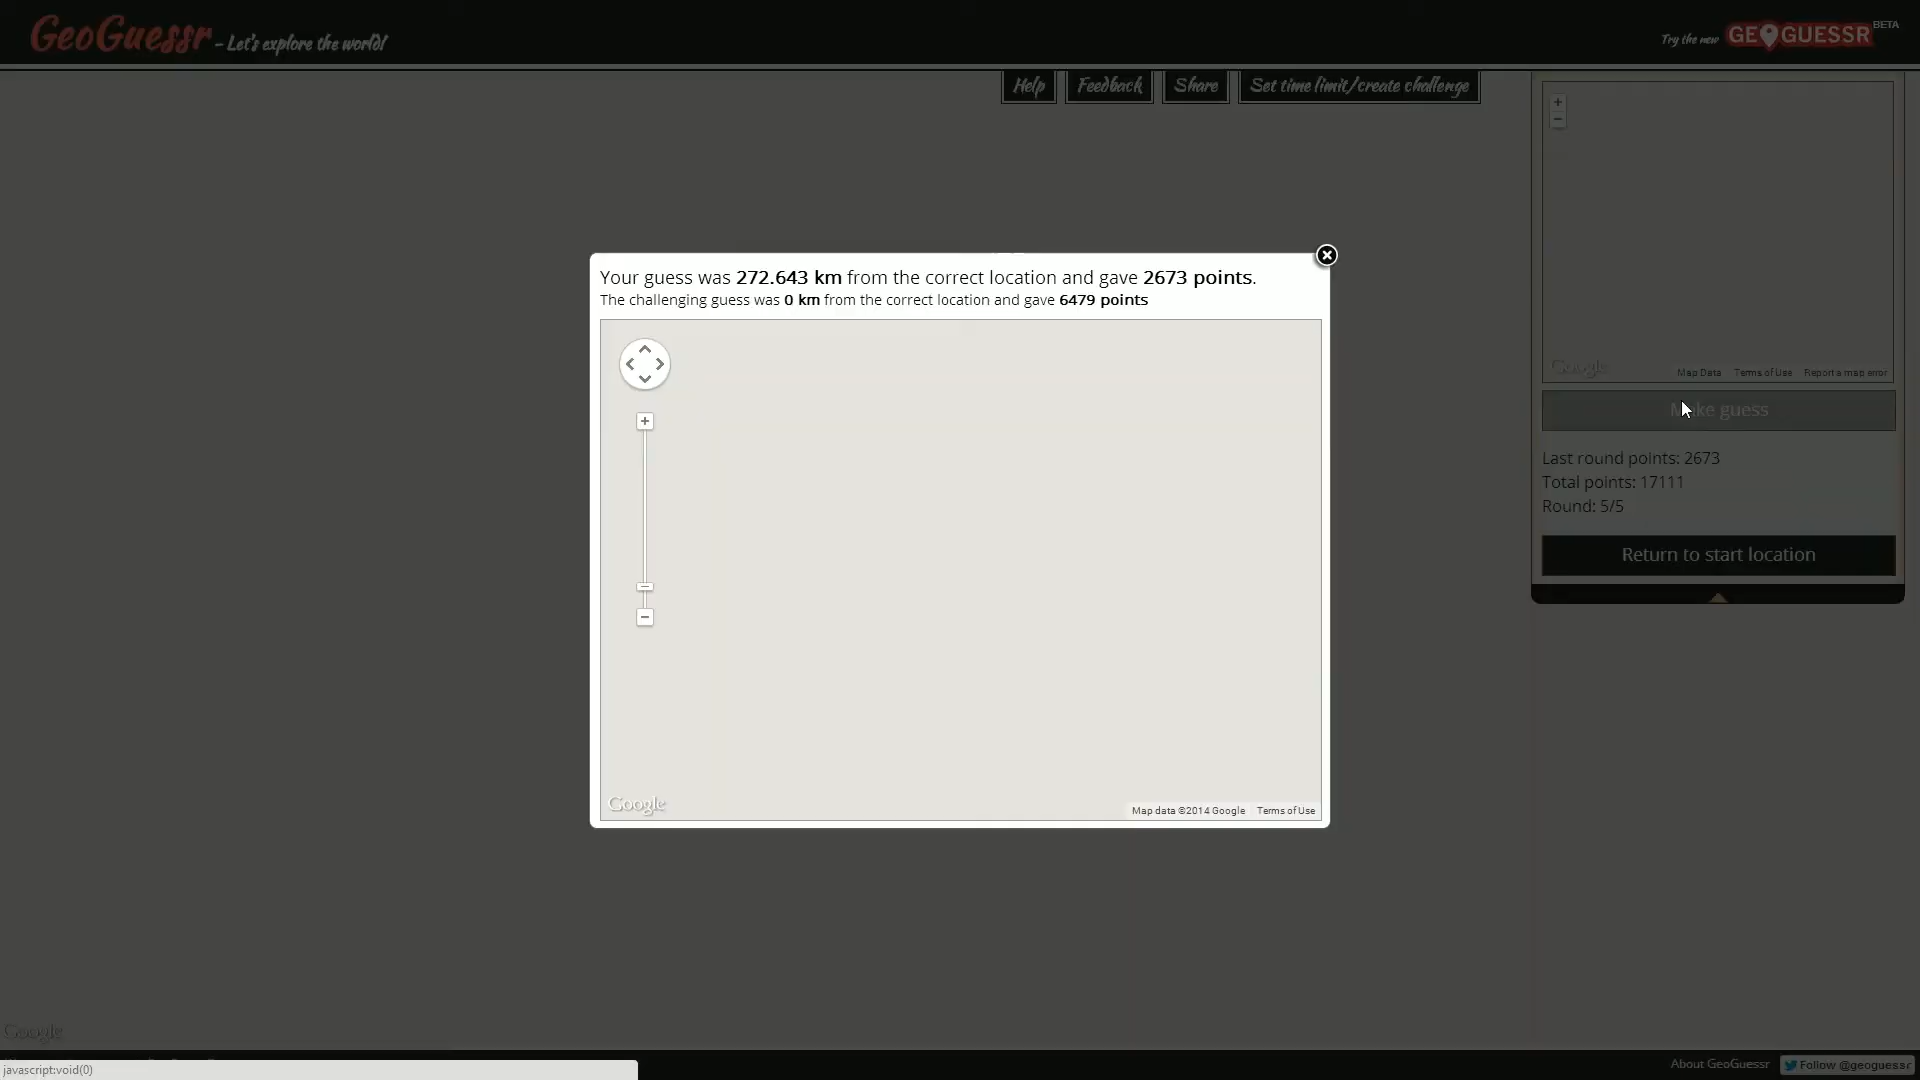 GeoGuessr - Let's explore the world!
Try the new GEOGUESSR BETA
Help
Feedback
Share
Set time limit/create challenge
Your guess was 272.643 km from the correct location and gave 2673 points.
The challenging guess was 0 km from the correct location and gave 6479 points
+
−
Google
Map data ©2014 Google
Terms of Use
+
−
Google
Map Data
Terms of Use
Report a map error
Make guess
Last round points: 2673
Total points: 17111
Round: 5/5
Return to start location
Google
javascript:void(0)
About GeoGuessr
Follow @geoguessr